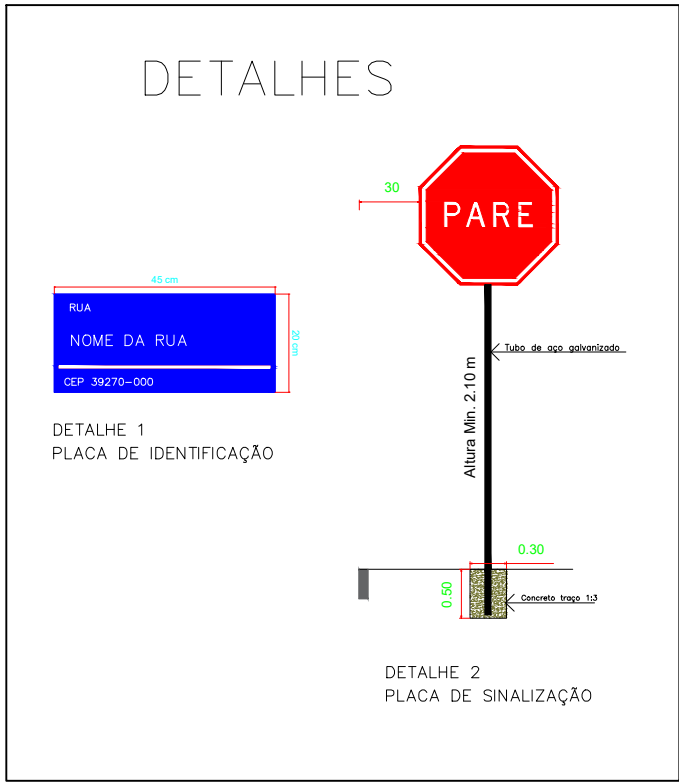 DETALHES
30
PARE
45 cm
RUA
NOME DA RUA
20 cm
CEP 39270-000
Tubo de aço galvanizado
Altura Min. 2.10 m
DETALHE 1
PLACA DE IDENTIFICAÇÃO
0.30
0.50
Concreto traço 1:3
DETALHE 2
PLACA DE SINALIZAÇÃO